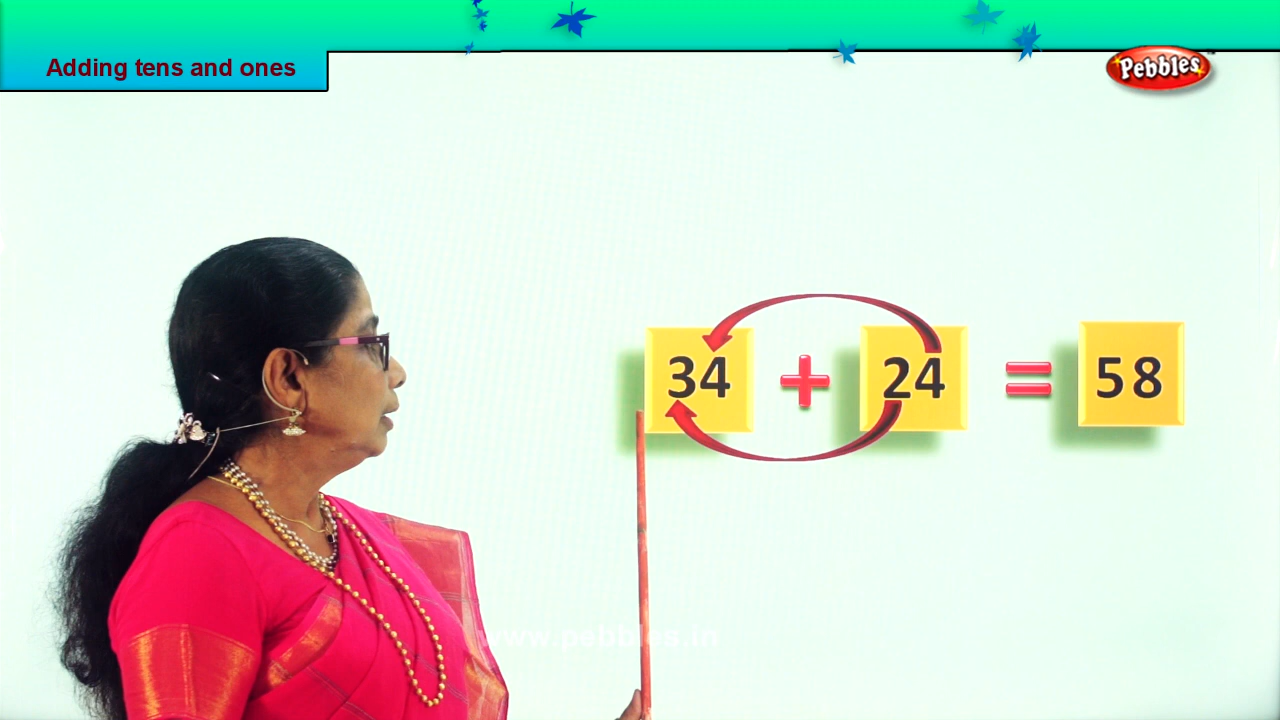 Adding tens and ones
Pebbles
34 + 24 = 58
www.pebbles.in